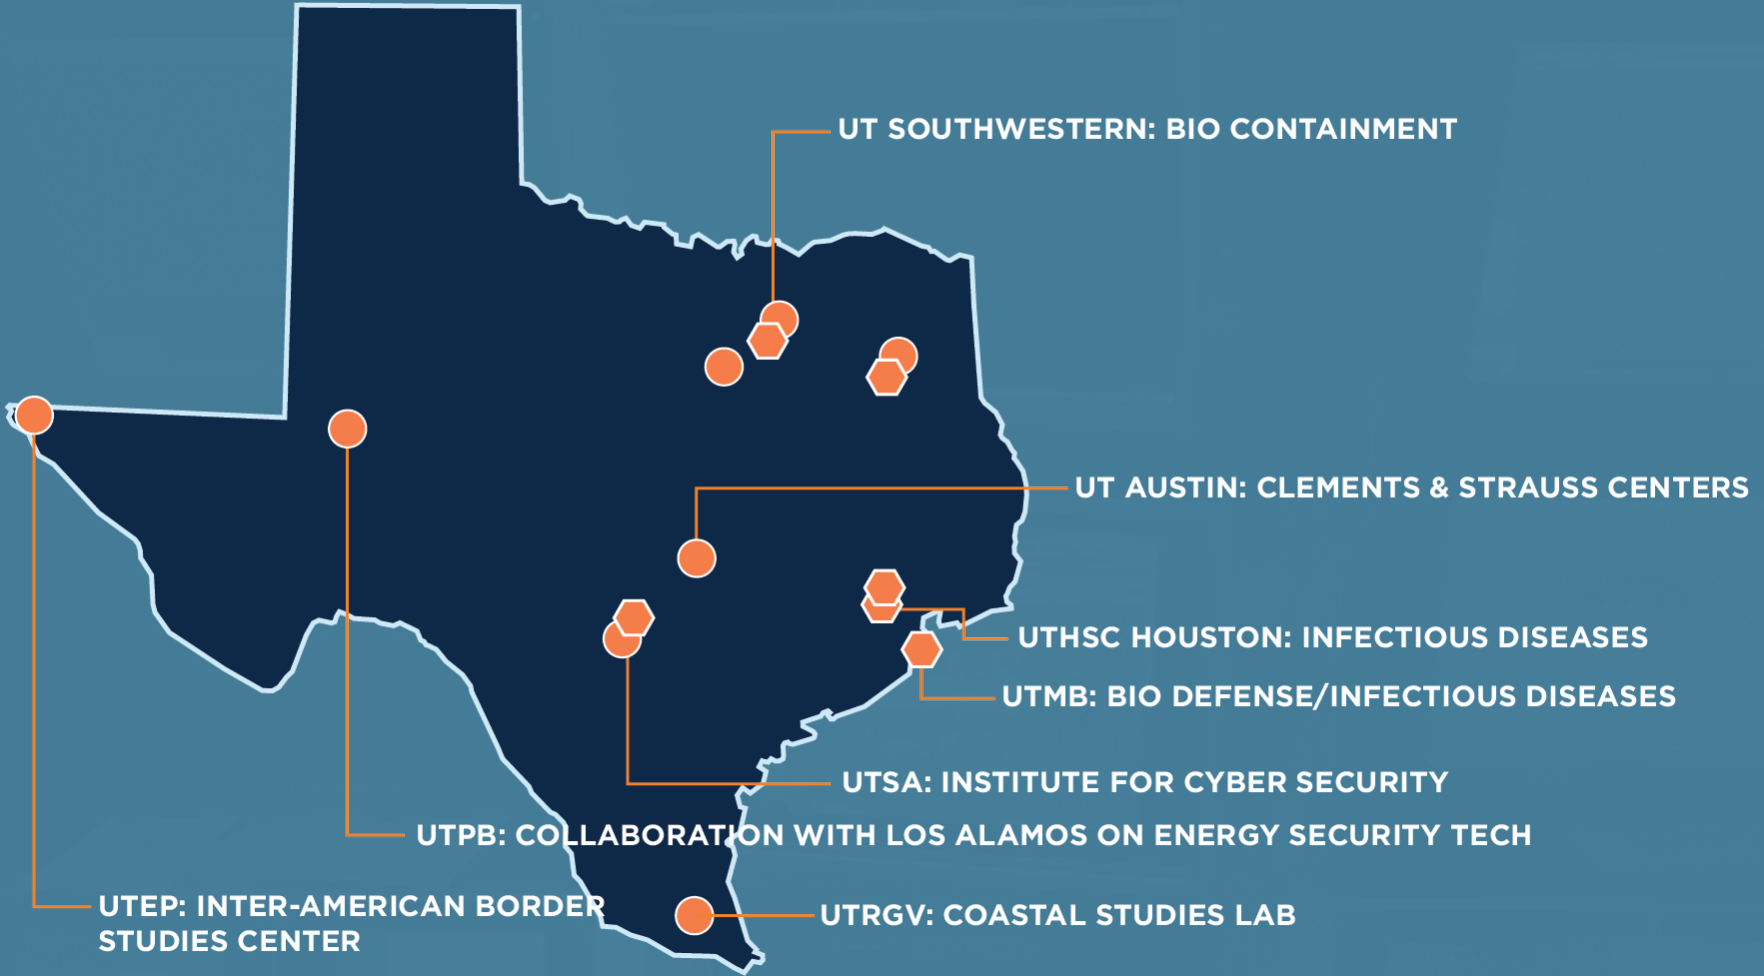 UT SOUTHWESTERN: BIO CONTAINMENT
UT AUSTIN: CLEMENTS & STRAUSS CENTERS
UTHSC HOUSTON: INFECTIOUS DISEASES
UTMB: BIO DEFENSE/INFECTIOUS DISEASES
UTSA: INSTITUTE FOR CYBER SECURITY
UTPB: COLLABORATION WITH LOS ALAMOS ON ENERGY SECURITY TECH
UTEP: INTER-AMERICAN BORDER
STUDIES CENTER
UTRGV: COASTAL STUDIES LAB